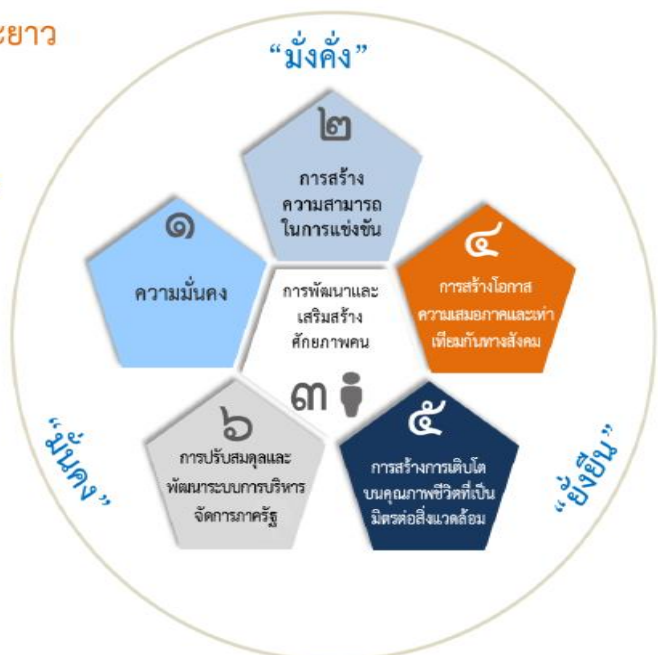 ะยาว
“มั่งคั่ง”
๒
การสร้าง
ความสามารถ
ในการแข่งขัน
๑
ความมั่นคง
๔
การสร้างโอกาส
ความเสมอภาคและเท่า
เทียมกันทางสังคม
การพัฒนาและ
เสริมสร้าง
ศักยภาพคน
๓
๖
การปรับสมดุลและ
พัฒนาระบบการบริหาร
จัดการภาครัฐ
๕
การสร้างการเติบโต
บนคุณภาพชีวิตที่เป็น
มิตรต่อสิ่งแวดล้อม
“มั่นคง”
“ยั่งยืน”